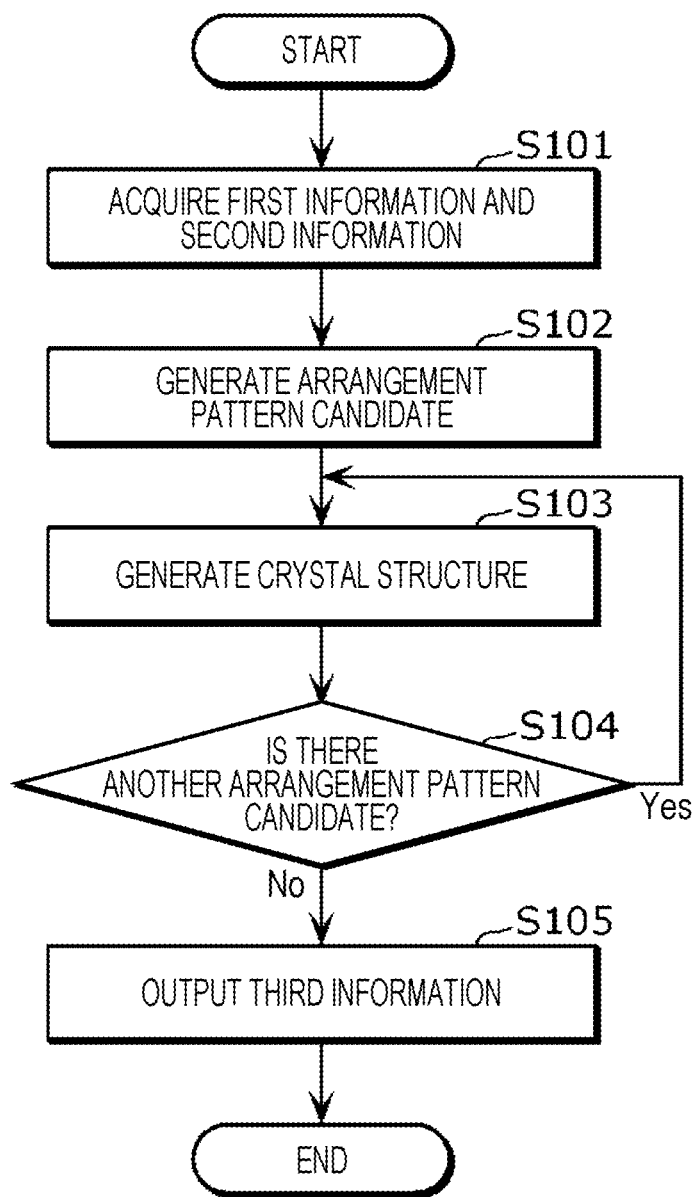 START
S101
ACQUIRE FIRST INFORMATION AND
SECOND INFORMATION
S102
GENERATE ARRANGEMENT
PATTERN CANDIDATE
S103
GENERATE CRYSTAL STRUCTURE
S104
IS THERE
ANOTHER ARRANGEMENT PATTERN
CANDIDATE?
Yes
No
S105
OUTPUT THIRD INFORMATION
END